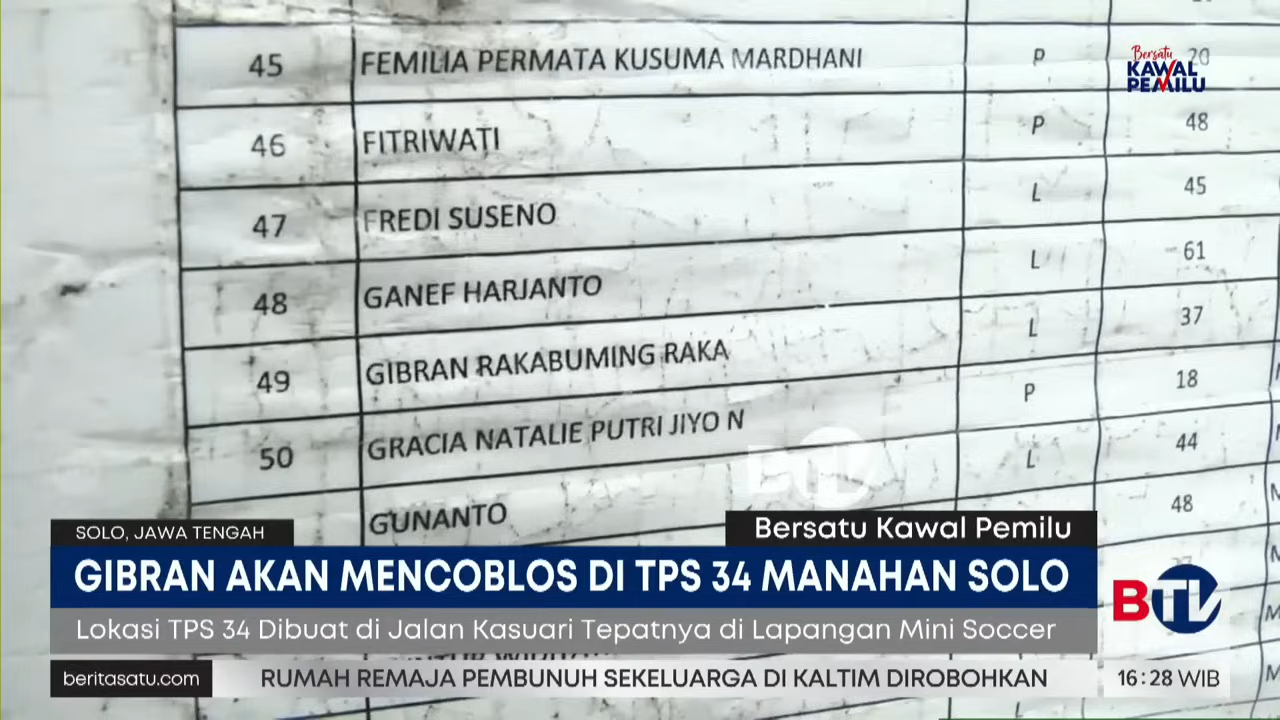 45 FEMILIA PERMATA KUSUMA MARDHANI P 20
46 FITRIWATI P 48
47 FREDI SUSENO L 45
48 GANEF HARJANTO L 61
49 GIBRAN RAKABUMING RAKA L 37
50 GRACIA NATALIE PUTRI JIYO N P 18
GUNANTO L 44
48
Bersatu
KAWAL
PEMILU
BTV
SOLO, JAWA TENGAH
Bersatu Kawal Pemilu
GIBRAN AKAN MENCOBLOS DI TPS 34 MANAHAN SOLO
Lokasi TPS 34 Dibuat di Jalan Kasuari Tepatnya di Lapangan Mini Soccer
BTV
beritasatu.com RUMAH REMAJA PEMBUNUH SEKELUARGA DI KALTIM DIROBOHKAN 16:28 WIB